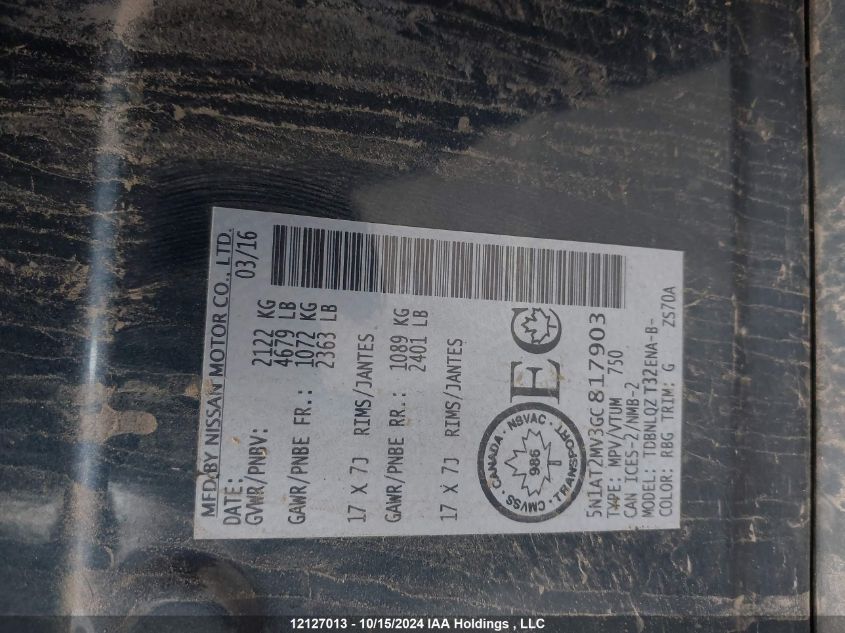 MFD BY NISSAN MOTOR CO., LTD.
DATE: 03/16
GVWR/PNBV: 2122 KG
4679 LB
GAWR/PNBE FR.: 1072 KG
2363 LB
17 X 7J RIMS/JANTES
GAWR/PNBE RR.: 1089 KG
2401 LB
17 X 7J RIMS/JANTES
CANADA · NSVAC · TRANSPORT · CMVSS ·
986
EC
5N1AT2MV3GC817903
TYPE: MPV/VTUM 750
CAN ICES-2/NMB-2
MODEL: TDBNLQZ T32ENA-B-
COLOR: RBG TRIM: G ZS70A
12127013 - 10/15/2024 IAA Holdings , LLC